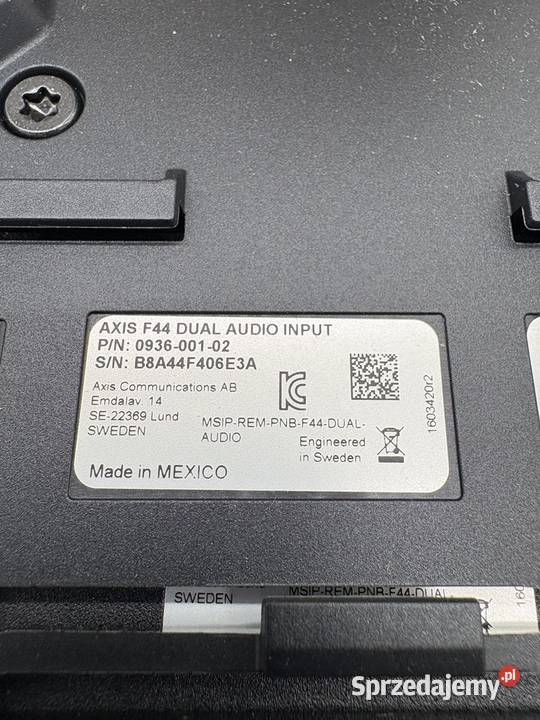 AXIS F44 DUAL AUDIO INPUT
P/N: 0936-001-02
S/N: B8A44F406E3A
Axis Communications AB
Emdalav. 14
SE-22369 Lund
SWEDEN
MSIP-REM-PNB-F44-DUAL-
AUDIO
Engineered
in Sweden
Made in MEXICO
1603420r2
SWEDEN
MSIP-REM-PNB-F44-DUAL-
160
Sprzedajemy.pl